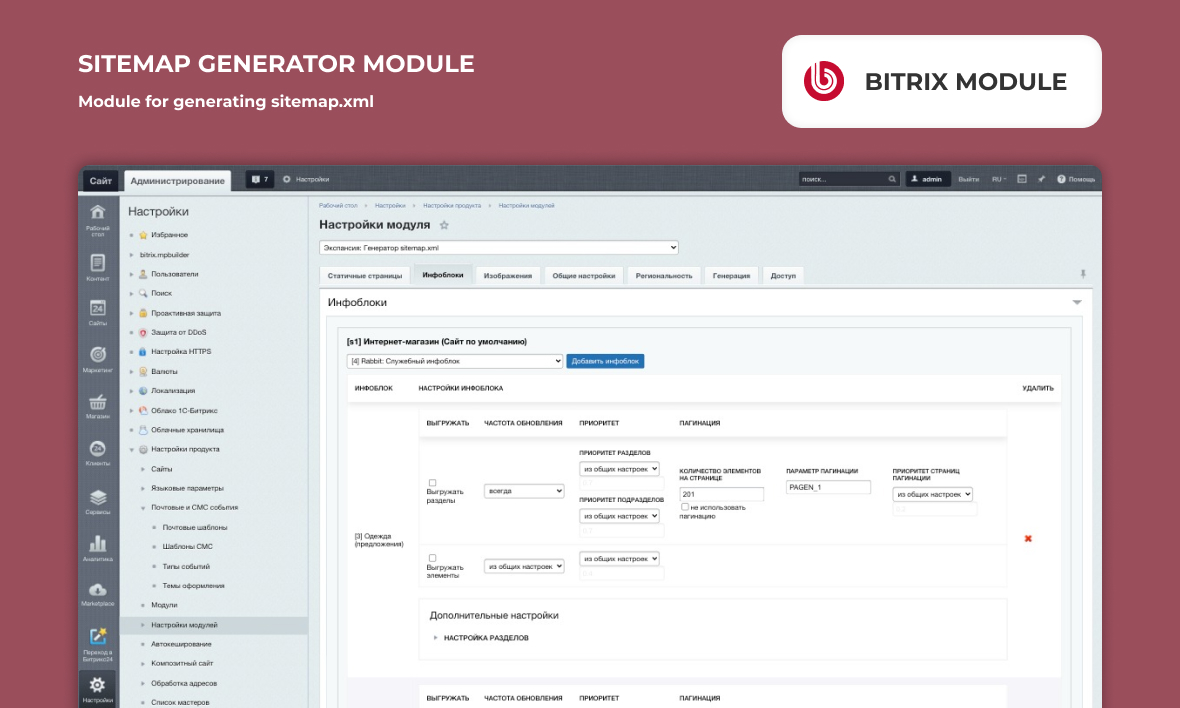 SITEMAP GENERATOR MODULE
Module for generating sitemap.xml
BITRIX MODULE
Сайт
Администрирование
7
Настройки
поиск...
admin
Выйти
RU
Помощь
Рабочий стол
Контент
24
Сайты
Маркетинг
Магазин
24
Клиенты
Сервисы
Аналитика
Marketplace
Переход в Битрикс24
Настройки
Настройки
Избранное
bitrix.mpbuilder
Пользователи
Поиск
Проактивная защита
Защита от DDoS
Настройка HTTPS
Валюты
Локализация
Облако 1С-Битрикс
Облачные хранилища
Настройки продукта
Сайты
Языковые параметры
Почтовые и СМС события
Почтовые шаблоны
Шаблоны СМС
Типы событий
Темы оформления
Модули
Настройки модулей
Автокеширование
Композитный сайт
Обработка адресов
Список мастеров
Рабочий стол Настройки Настройки продукта Настройки модулей
Настройки модуля
Экспансия: Генератор sitemap.xml
Статичные страницы
Инфоблоки
Изображения
Общие настройки
Региональность
Генерация
Доступ
Инфоблоки
[s1] Интернет-магазин (Сайт по умолчанию)
[4] Rabbit: Служебный инфоблок
Добавить инфоблок
ИНФОБЛОК
НАСТРОЙКИ ИНФОБЛОКА
УДАЛИТЬ
ВЫГРУЖАТЬ
ЧАСТОТА ОБНОВЛЕНИЯ
ПРИОРИТЕТ
ПАГИНАЦИЯ
[3] Одежда
(предложения)
Выгружать
разделы
всегда
ПРИОРИТЕТ РАЗДЕЛОВ
из общих настроек
ПРИОРИТЕТ ПОДРАЗДЕЛОВ
из общих настроек
КОЛИЧЕСТВО ЭЛЕМЕНТОВ
НА СТРАНИЦЕ
201
не использовать
пагинацию
ПАРАМЕТР ПАГИНАЦИИ
PAGEN_1
ПРИОРИТЕТ СТРАНИЦ
ПАГИНАЦИИ
из общих настроек
Выгружать
элементы
из общих настроек
из общих настроек
Дополнительные настройки
НАСТРОЙКА РАЗДЕЛОВ
ВЫГРУЖАТЬ
ЧАСТОТА ОБНОВЛЕНИЯ
ПРИОРИТЕТ
ПАГИНАЦИЯ